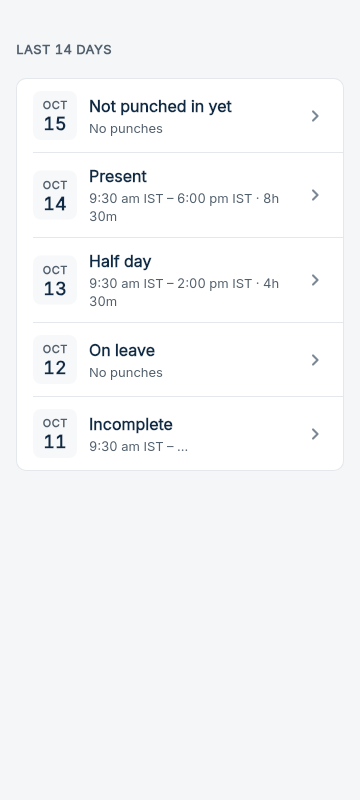 LAST 14 DAYS
OCT
15
Not punched in yet
No punches
OCT
14
Present
9:30 am IST – 6:00 pm IST · 8h
30m
OCT
13
Half day
9:30 am IST – 2:00 pm IST · 4h
30m
OCT
12
On leave
No punches
OCT
11
Incomplete
9:30 am IST – ...